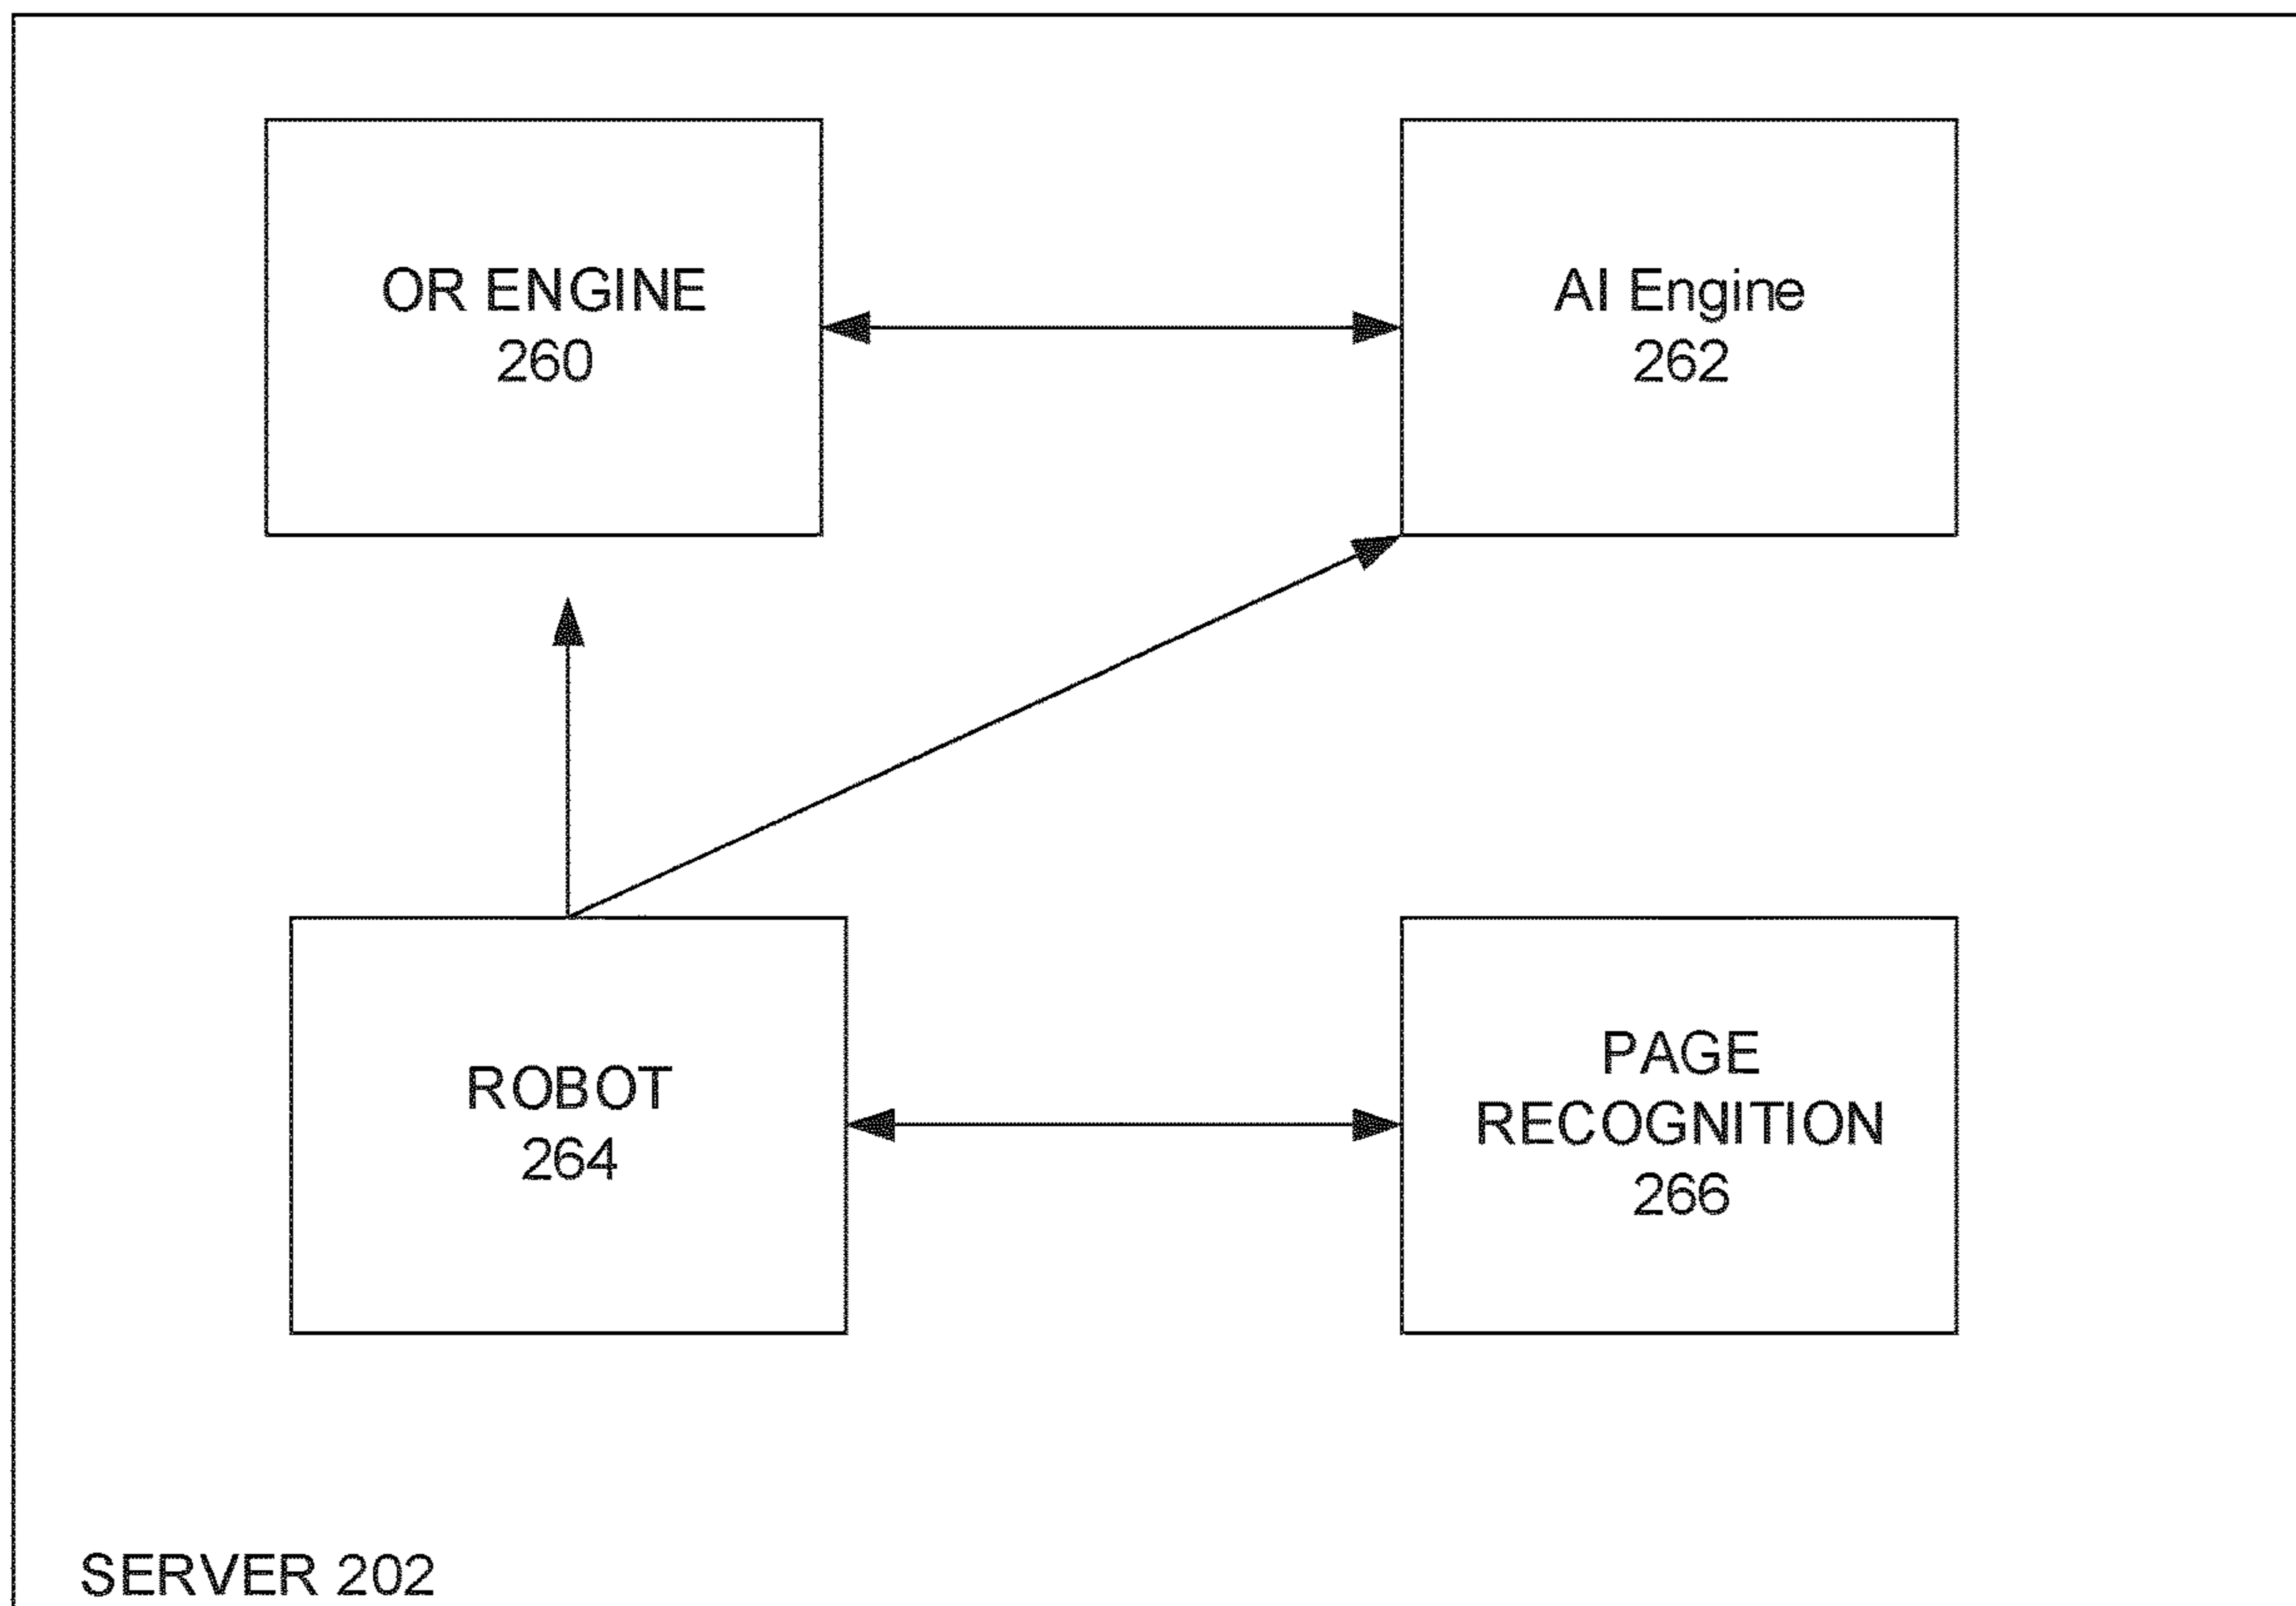 OR ENGINE
260
AI Engine
262
ROBOT
264
PAGE
RECOGNITION
266
SERVER 202